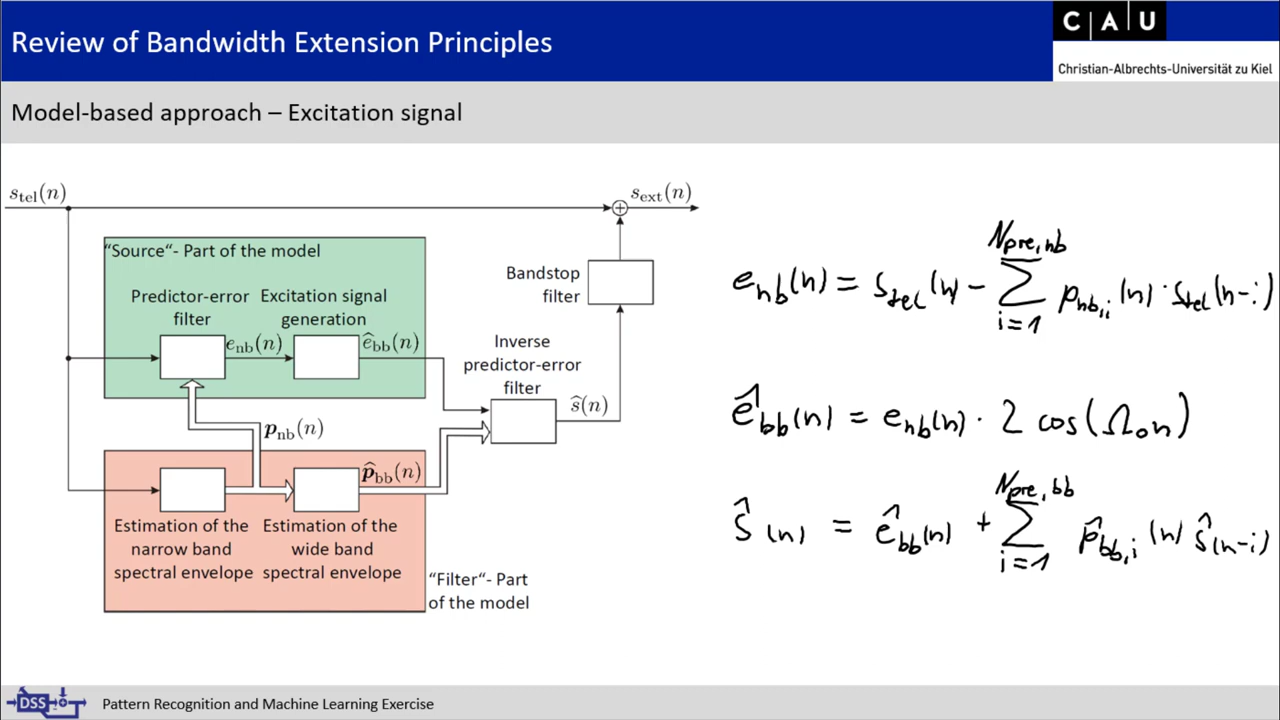 Review of Bandwidth Extension Principles
C|A|U
Christian-Albrechts-Universität zu Kiel
Model-based approach – Excitation signal
s_tel(n)
s_ext(n)
“Source“- Part of the model
Predictor-error
filter
Excitation signal
generation
e_nb(n)
ê_bb(n)
Bandstop
filter
Inverse
predictor-error
filter
ŝ(n)
p_nb(n)
p̂_bb(n)
Estimation of the
narrow band
spectral envelope
Estimation of the
wide band
spectral envelope
“Filter“- Part
of the model
e_nb(n) = s_tel(n) - Σ_{i=1}^{N_pre,nb} p_nb,i(n) · s_tel(n-i)
ê_bb(n) = e_nb(n) · 2 cos(Ω_0 n)
ŝ(n) = ê_bb(n) + Σ_{i=1}^{N_pre,bb} p̂_bb,i(n) ŝ(n-i)
DSS
Pattern Recognition and Machine Learning Exercise